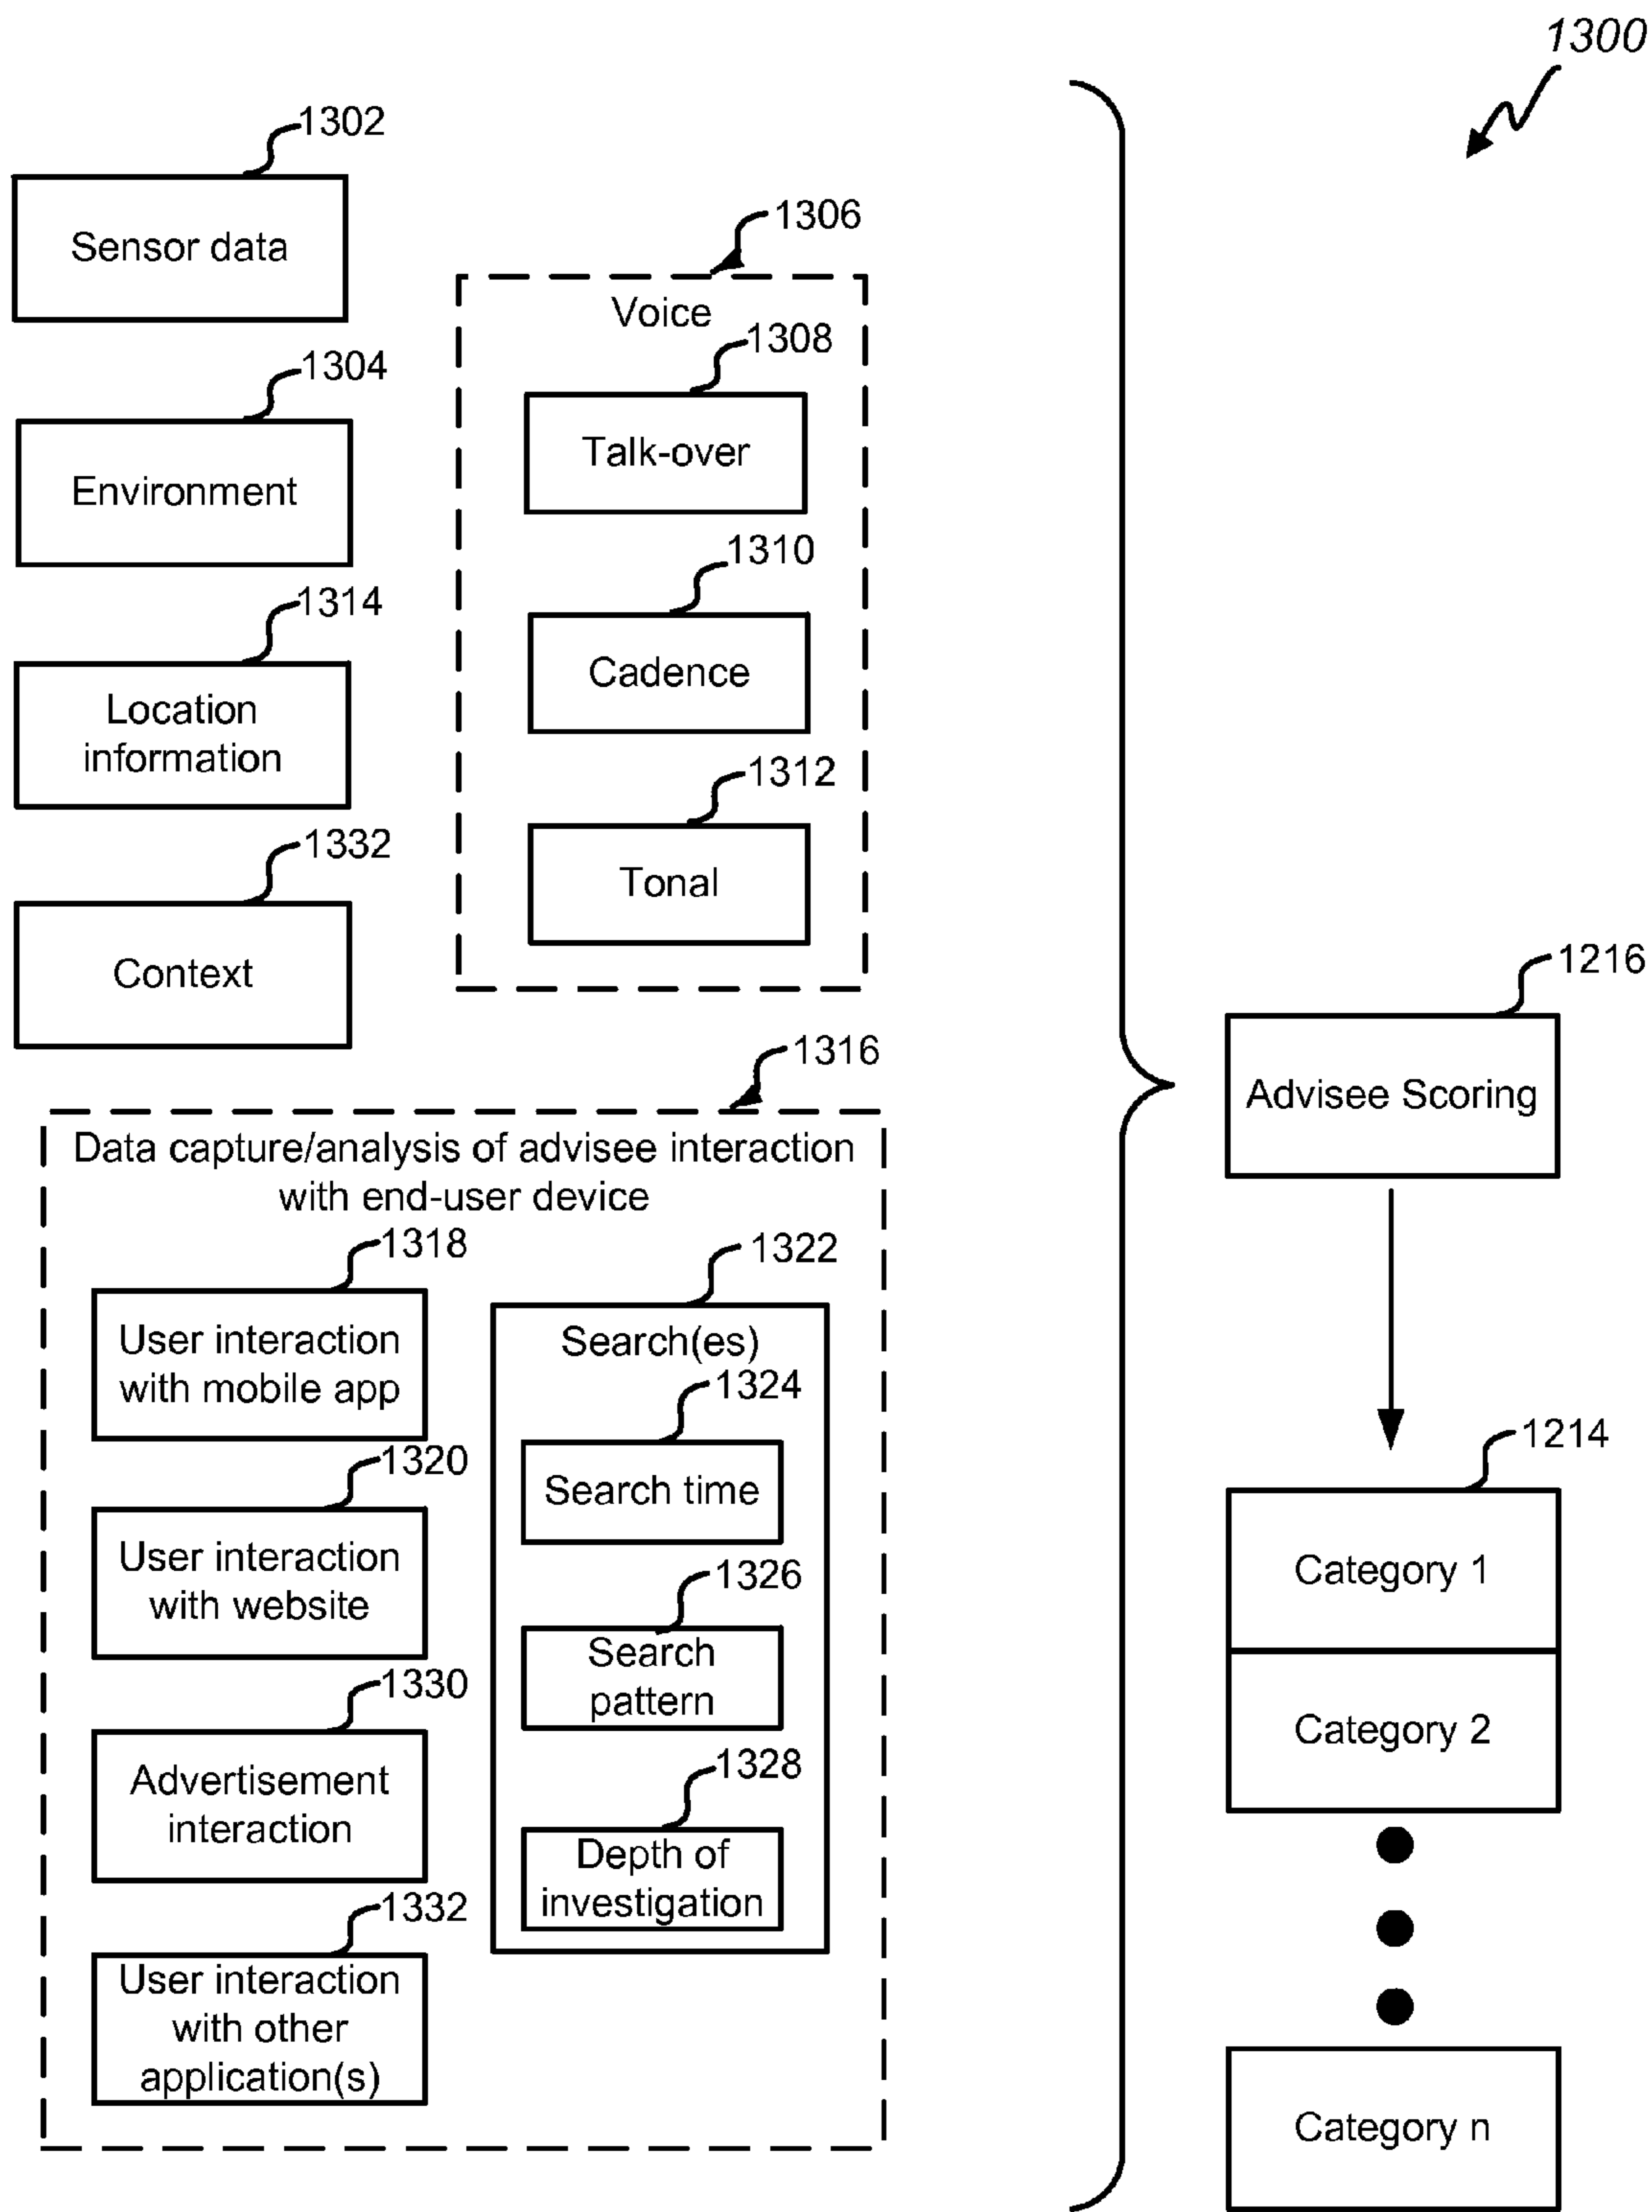 1300
1302
Sensor data
1304
Environment
1314
Location
information
1332
Context
1306
Voice
1308
Talk-over
1310
Cadence
1312
Tonal
1316
Data capture/analysis of advisee interaction
with end-user device
1318
User interaction
with mobile app
1320
User interaction
with website
1330
Advertisement
interaction
1332
User interaction
with other
application(s)
1322
Search(es)
1324
Search time
1326
Search
pattern
1328
Depth of
investigation
1216
Advisee Scoring
1214
Category 1
Category 2
Category n